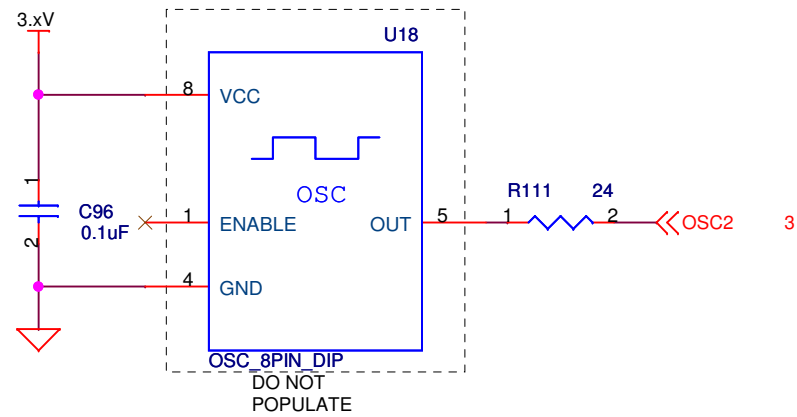 3.xV
U18
8
VCC
1
OSC
R111
24
C96
1
ENABLE
OUT
5
1
2
OSC2
3
0.1uF
2
4
GND
OSC_8PIN_DIP
DO NOT
POPULATE